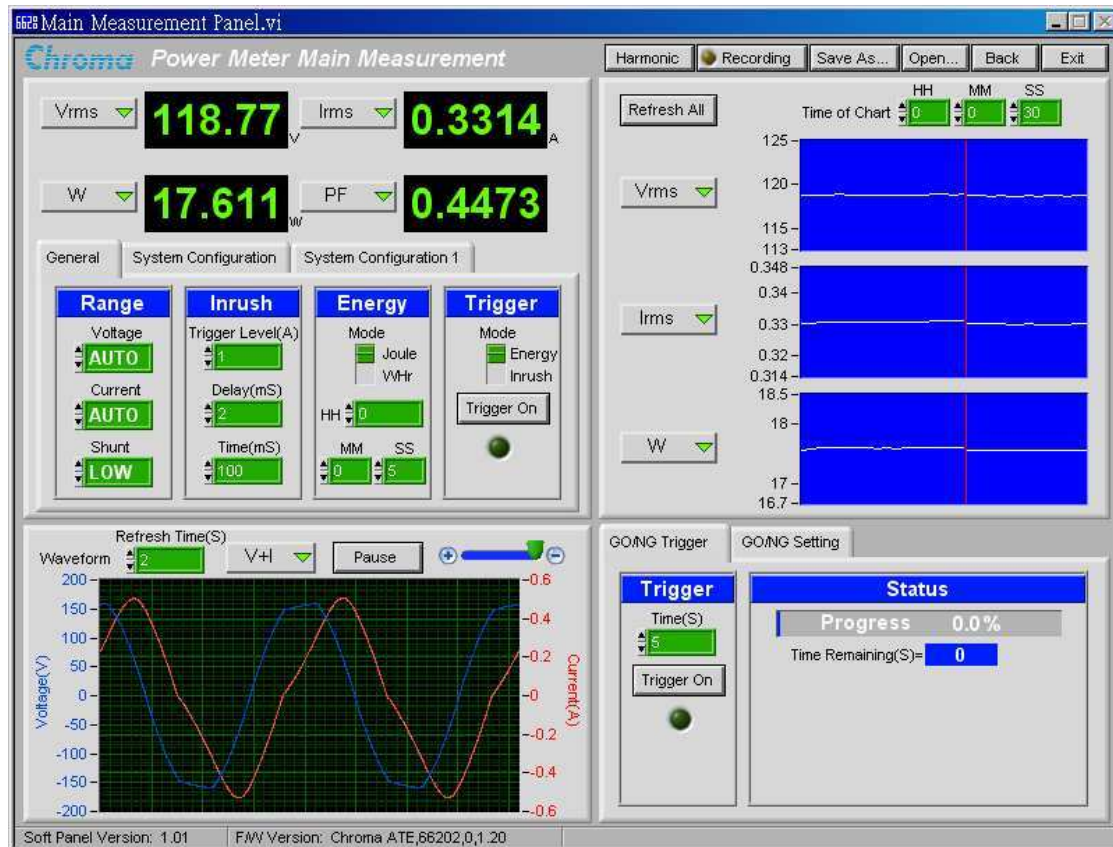 6628 Main Measurement Panel.vi
Chroma Power Meter Main Measurement
Harmonic Recording Save As... Open... Back Exit
Vrms 118.77 V Irms 0.3314 A
W 17.611 W PF 0.4473
General System Configuration System Configuration 1
Range
Voltage
AUTO
Current
AUTO
Shunt
LOW
Inrush
Trigger Level(A)
1
Delay(mS)
2
Time(mS)
100
Energy
Mode
Joule
WHr
HH 0
MM SS
0 5
Trigger
Mode
Energy
Inrush
Trigger On
Refresh All
HH MM SS
Time of Chart 0 0 30
Vrms
125
120
115
113
Irms
0.348
0.34
0.33
0.32
0.314
W
18.5
18
17
16.7
Refresh Time(S)
Waveform 2 V+I Pause
200
150
100
50
0
-50
-100
-150
-200
Voltage(V)
-0.6
-0.4
-0.2
-0
-0.2
-0.4
-0.6
Current(A)
GO/NG Trigger GO/NG Setting
Trigger
Time(S)
5
Trigger On
Status
Progress 0.0%
Time Remaining(S)= 0
Soft Panel Version: 1.01 F/W Version: Chroma ATE,66202,0,1.20